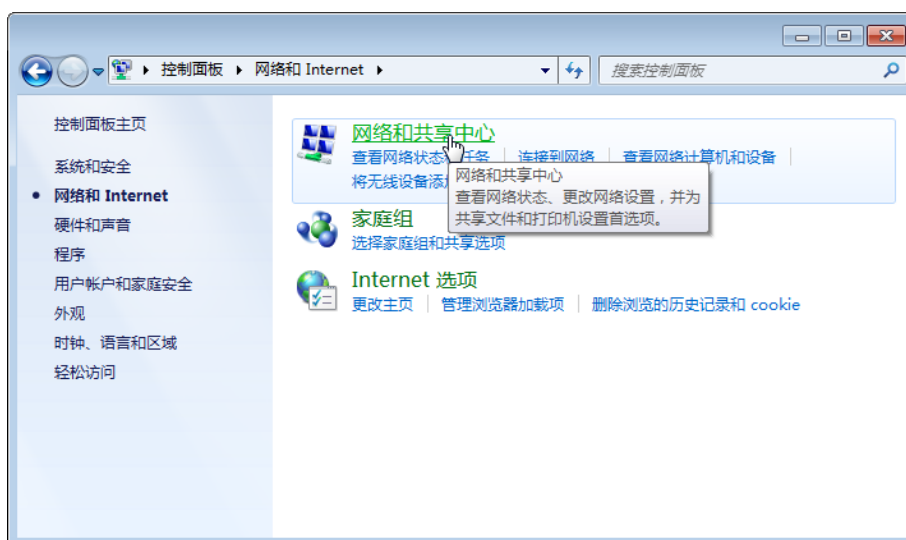 控制面板 网络和 Internet 搜索控制面板
控制面板主页
系统和安全
网络和 Internet
硬件和声音
程序
用户帐户和家庭安全
外观
时钟、语言和区域
轻松访问
网络和共享中心
查看网络状态 任务 连接到网络 查看网络计算机和设备
将无线设备添
网络和共享中心
查看网络状态、更改网络设置，并为
共享文件和打印机设置首选项。
家庭组
选择家庭组和共享选项
Internet 选项
更改主页 管理浏览器加载项 删除浏览的历史记录和 cookie